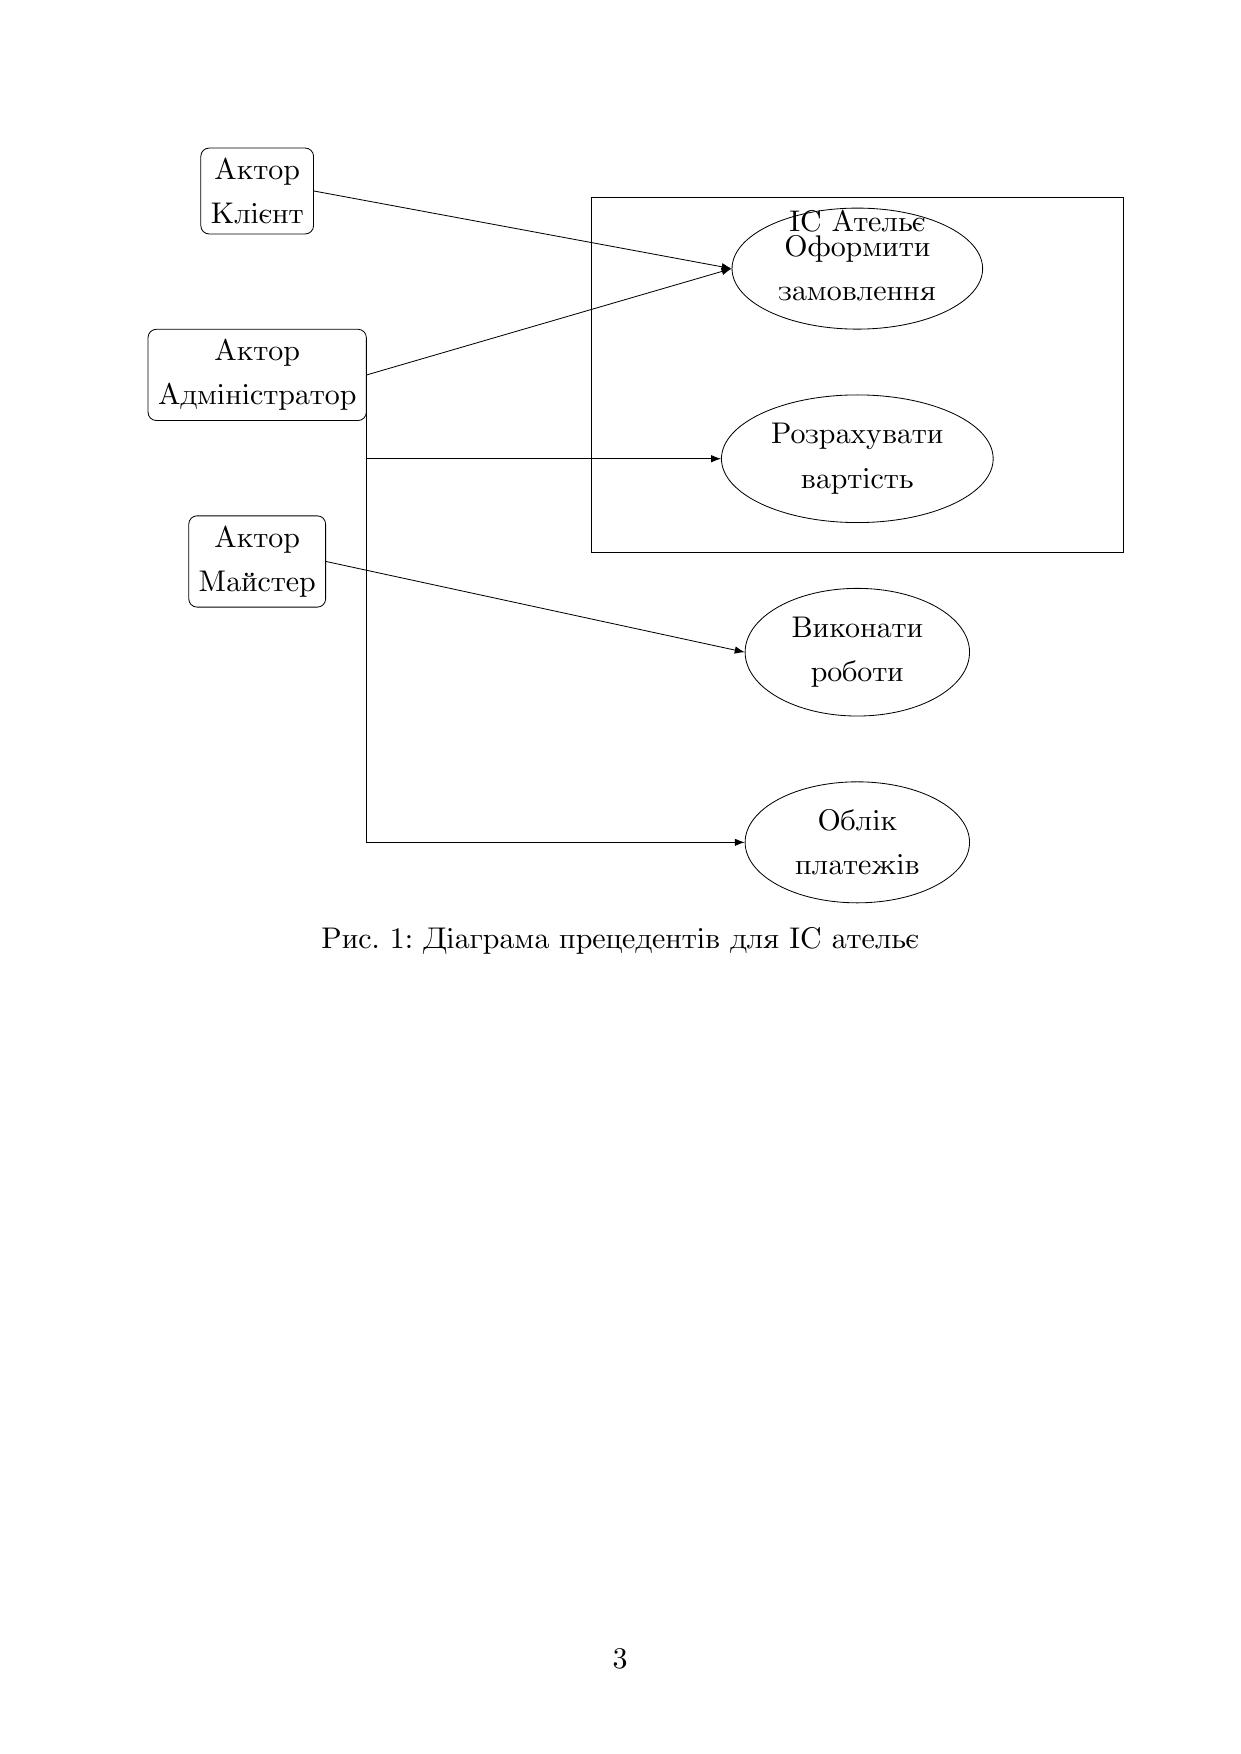 Актор
Клієнт
ІС Ательє
Оформити
замовлення
Актор
Адміністратор
Розрахувати
вартість
Актор
Майстер
Виконати
роботи
Облік
платежів
Рис. 1: Діаграма прецедентів для ІС ательє
3